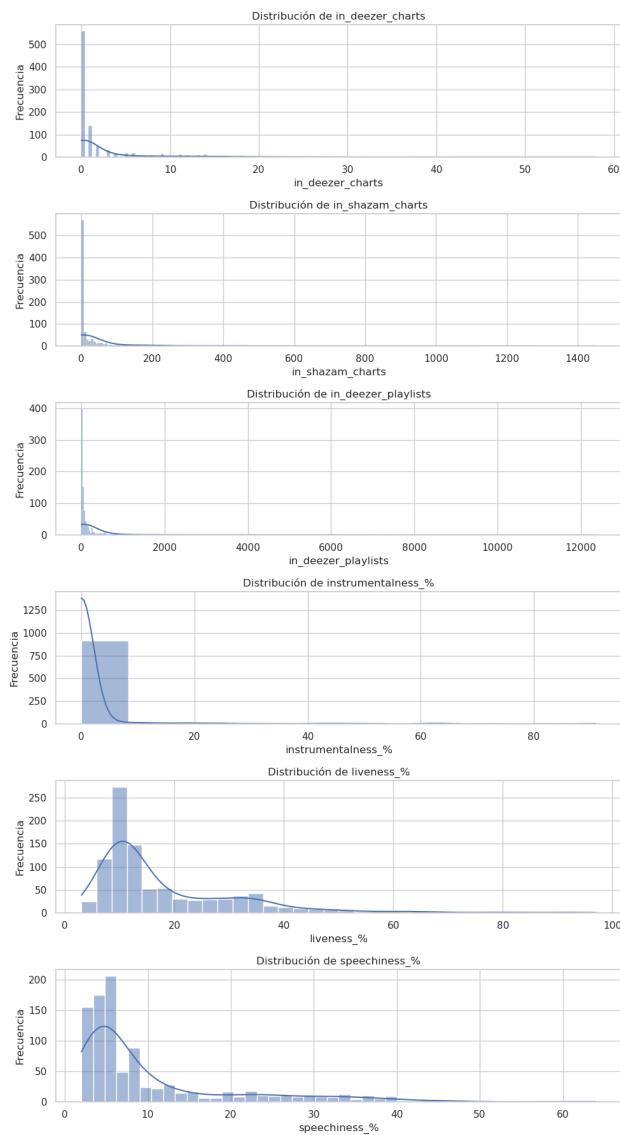 Distribución de in_deezer_charts
Frecuencia
500
400
300
200
100
0
0 10 20 30 40 50 60
in_deezer_charts
Distribución de in_shazam_charts
Frecuencia
500
400
300
200
100
0
0 200 400 600 800 1000 1200 1400
in_shazam_charts
Distribución de in_deezer_playlists
Frecuencia
400
300
200
100
0
0 2000 4000 6000 8000 10000 12000
in_deezer_playlists
Distribución de instrumentalness_%
Frecuencia
1250
1000
750
500
250
0
0 20 40 60 80
instrumentalness_%
Distribución de liveness_%
Frecuencia
250
200
150
100
50
0
0 20 40 60 80 100
liveness_%
Distribución de speechiness_%
Frecuencia
200
150
100
50
0
0 10 20 30 40 50 60
speechiness_%